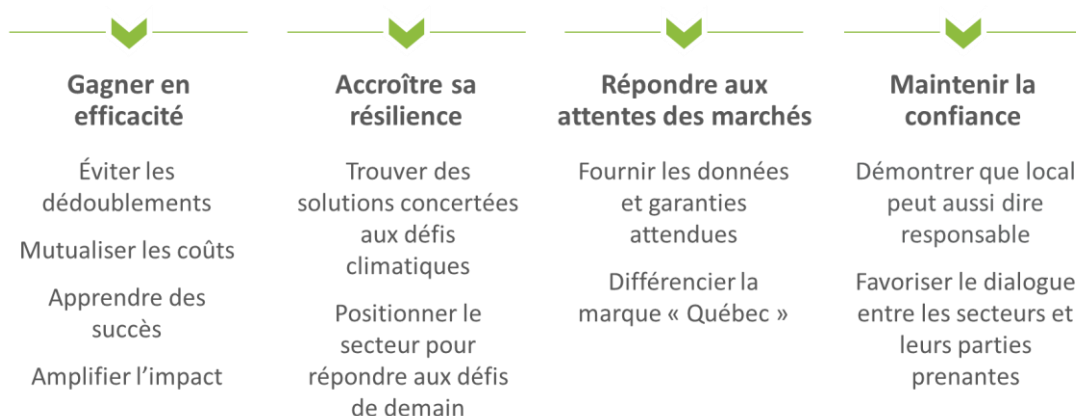 Gagner en
efficacité
Éviter les
dédoublements
Mutualiser les coûts
Apprendre des
succès
Amplifier l’impact
Accroître sa
résilience
Trouver des
solutions concertées
aux défis
climatiques
Positionner le
secteur pour
répondre aux défis
de demain
Répondre aux
attentes des marchés
Fournir les données
et garanties
attendues
Différencier la
marque « Québec »
Maintenir la
confiance
Démontrer que local
peut aussi dire
responsable
Favoriser le dialogue
entre les secteurs et
leurs parties
prenantes